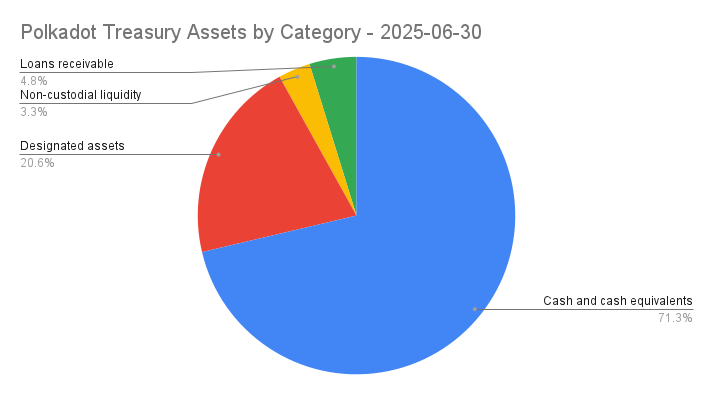 Polkadot Treasury Assets by Category - 2025-06-30
Loans receivable
4.8%
Non-custodial liquidity
3.3%
Designated assets
20.6%
Cash and cash equivalents
71.3%